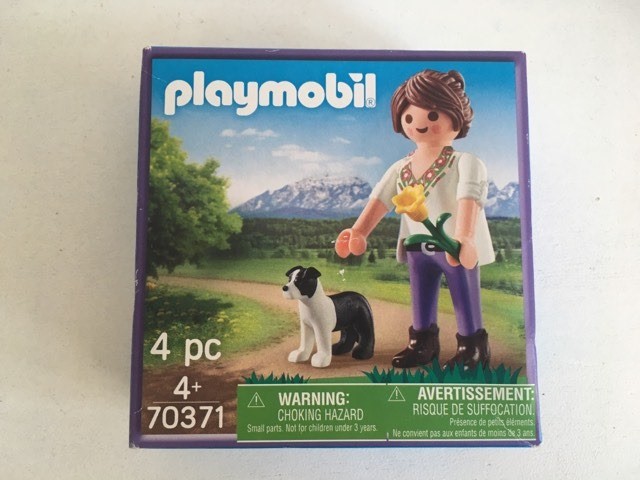 playmobil®
4 pc
4+
70371
WARNING:
CHOKING HAZARD
Small parts. Not for children under 3 years.
AVERTISSEMENT:
RISQUE DE SUFFOCATION.
Présence de petits éléments.
Ne convient pas aux enfants de moins de 3 ans.